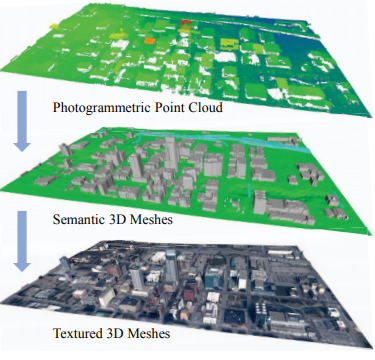 Photogrammetric Point Cloud
Semantic 3D Meshes
Textured 3D Meshes